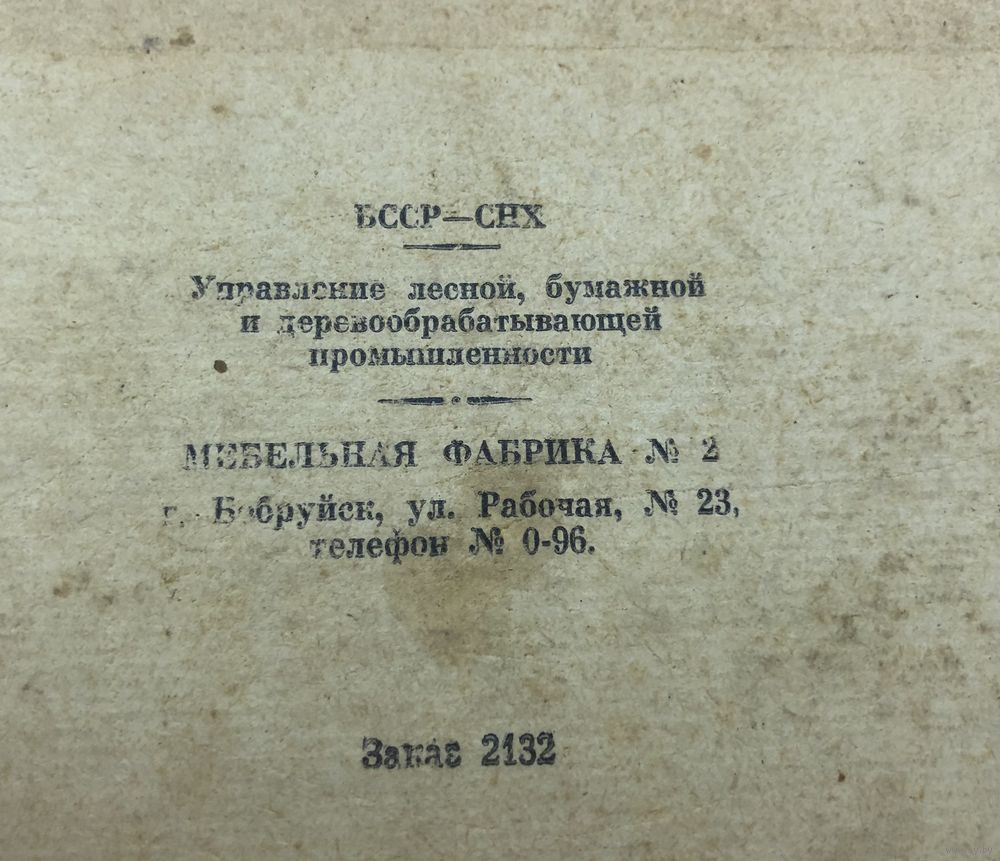 БССР—СНХ
Управление лесной, бумажной
и деревообрабатывающей
промышленности
МЕБЕЛЬНАЯ ФАБРИКА № 2
г. Бобруйск, ул. Рабочая, № 23,
телефон № 0-96.
Заказ 2132